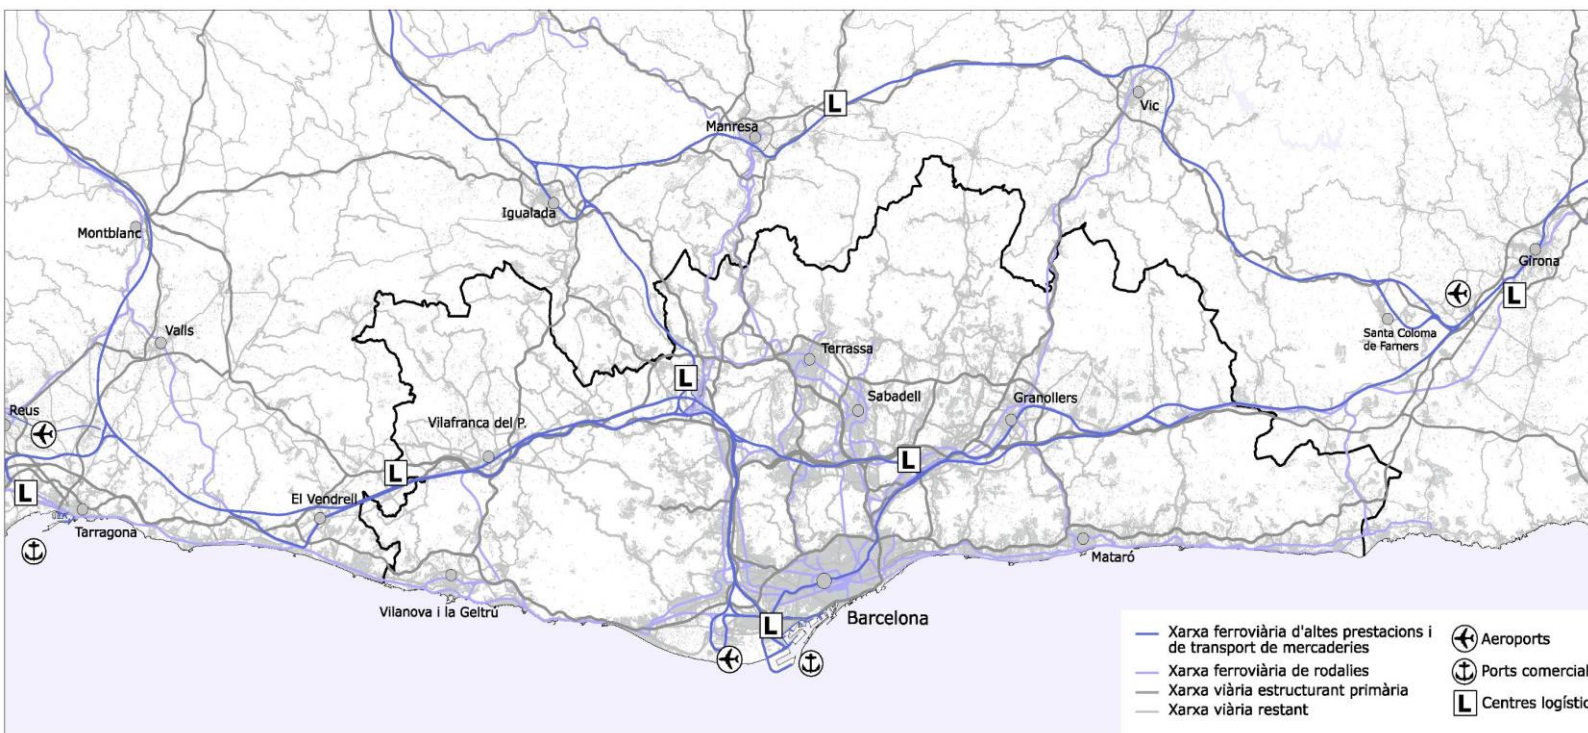 Vic
L
Manresa
Igualada
Montblanc
Girona
L
Valls
Santa Coloma
de Farners
Terrassa
L
Sabadell
Granollers
Reus
Vilafranca del P.
L
L
L
El Vendrell
Tarragona
Mataró
Vilanova i la Geltrú
Barcelona
L
Xarxa ferroviària d'altes prestacions i
de transport de mercaderies
Xarxa ferroviària de rodalies
Xarxa viària estructurant primària
Xarxa viària restant
Aeroports
Ports comercial
L Centres logístic